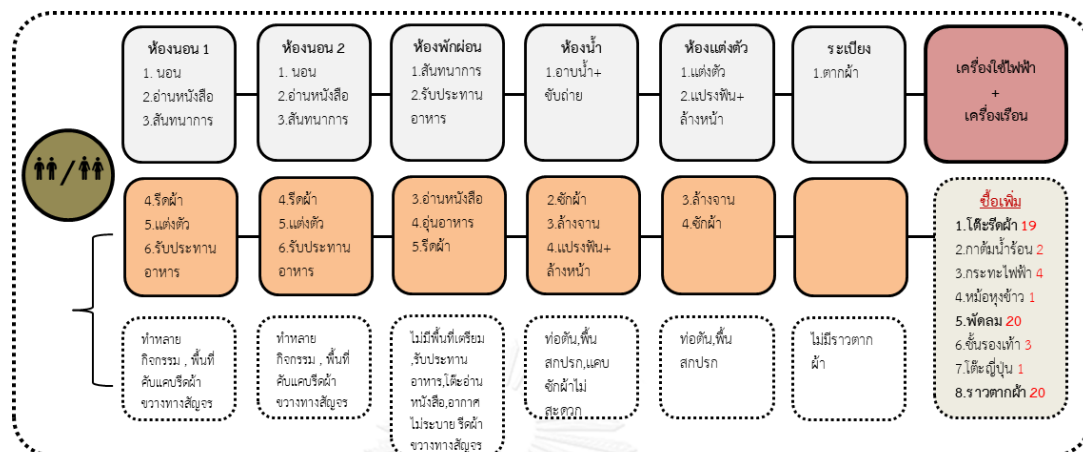 ห้องนอน 1
1. นอน
2.อ่านหนังสือ
3.สันทนาการ
ห้องนอน 2
1. นอน
2.อ่านหนังสือ
3.สันทนาการ
ห้องพักผ่อน
1.สันทนาการ
2.รับประทาน
อาหาร
ห้องน้ำ
1.อาบน้ำ+
ขับถ่าย
ห้องแต่งตัว
1.แต่งตัว
2.แปรงฟัน+
ล้างหน้า
ระเบียง
1.ตากผ้า
เครื่องใช้ไฟฟ้า
+
เครื่องเรือน
/
4.รีดผ้า
5.แต่งตัว
6.รับประทาน
อาหาร
4.รีดผ้า
5.แต่งตัว
6.รับประทาน
อาหาร
3.อ่านหนังสือ
4.อุ่นอาหาร
5.รีดผ้า
2.ซักผ้า
3.ล้างจาน
4.แปรงฟัน+
ล้างหน้า
3.ล้างจาน
4.ซักผ้า
ซื้อเพิ่ม
1.โต๊ะรีดผ้า 19
2.กาต้มน้ำร้อน 2
3.กระทะไฟฟ้า 4
4.หม้อหุงข้าว 1
5.พัดลม 20
6.ชั้นรองเท้า 3
7.โต๊ะญี่ปุ่น 1
8.ราวตากผ้า 20
ทำหลาย
กิจกรรม , พื้นที่
คับแคบรีดผ้า
ขวางทางสัญจร
ทำหลาย
กิจกรรม , พื้นที่
คับแคบรีดผ้า
ขวางทางสัญจร
ไม่มีพื้นที่เตรียม
,รับประทาน
อาหาร,โต๊ะอ่าน
หนังสือ,อากาศ
ไม่ระบาย รีดผ้า
ขวางทางสัญจร
ท่อตัน,พื้น
สกปรก,แคบ
ซักผ้าไม่
สะดวก
ท่อตัน,พื้น
สกปรก
ไม่มีราวตาก
ผ้า